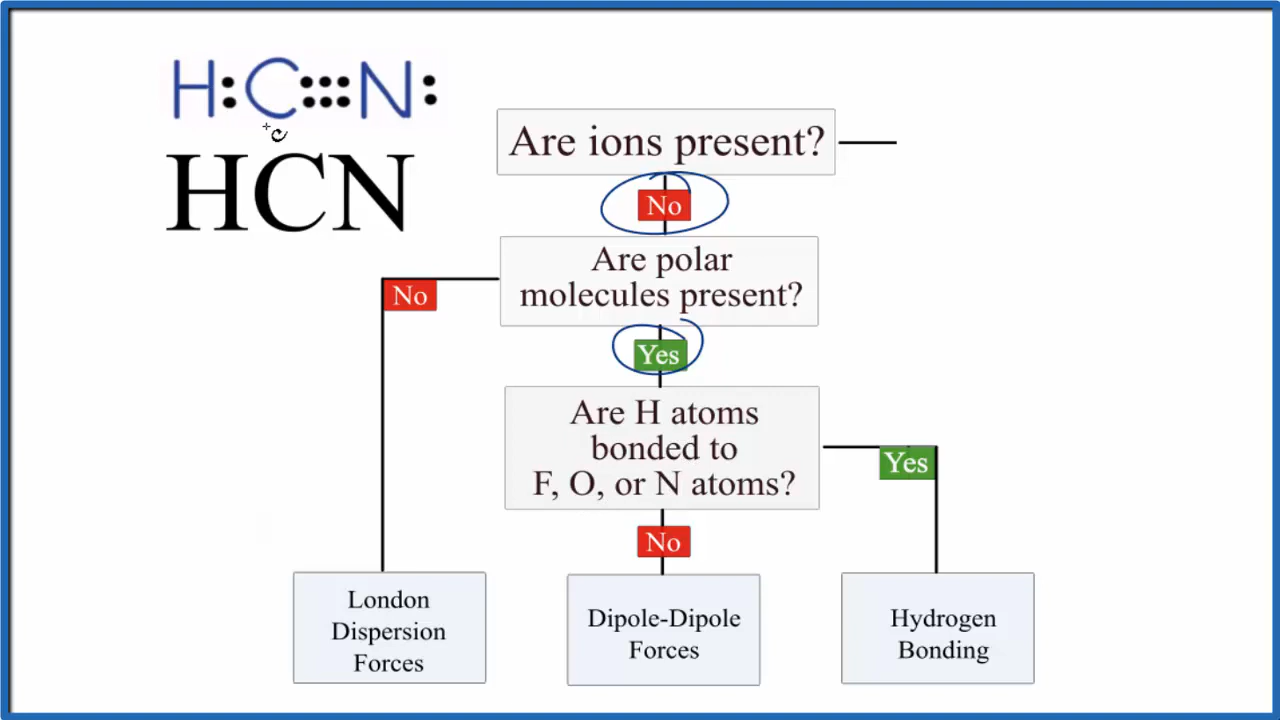 H:C:::N:
HCN
Are ions present?
No
Are polar
molecules present?
No
Yes
Are H atoms
bonded to
F, O, or N atoms?
Yes
No
London
Dispersion
Forces
Dipole-Dipole
Forces
Hydrogen
Bonding